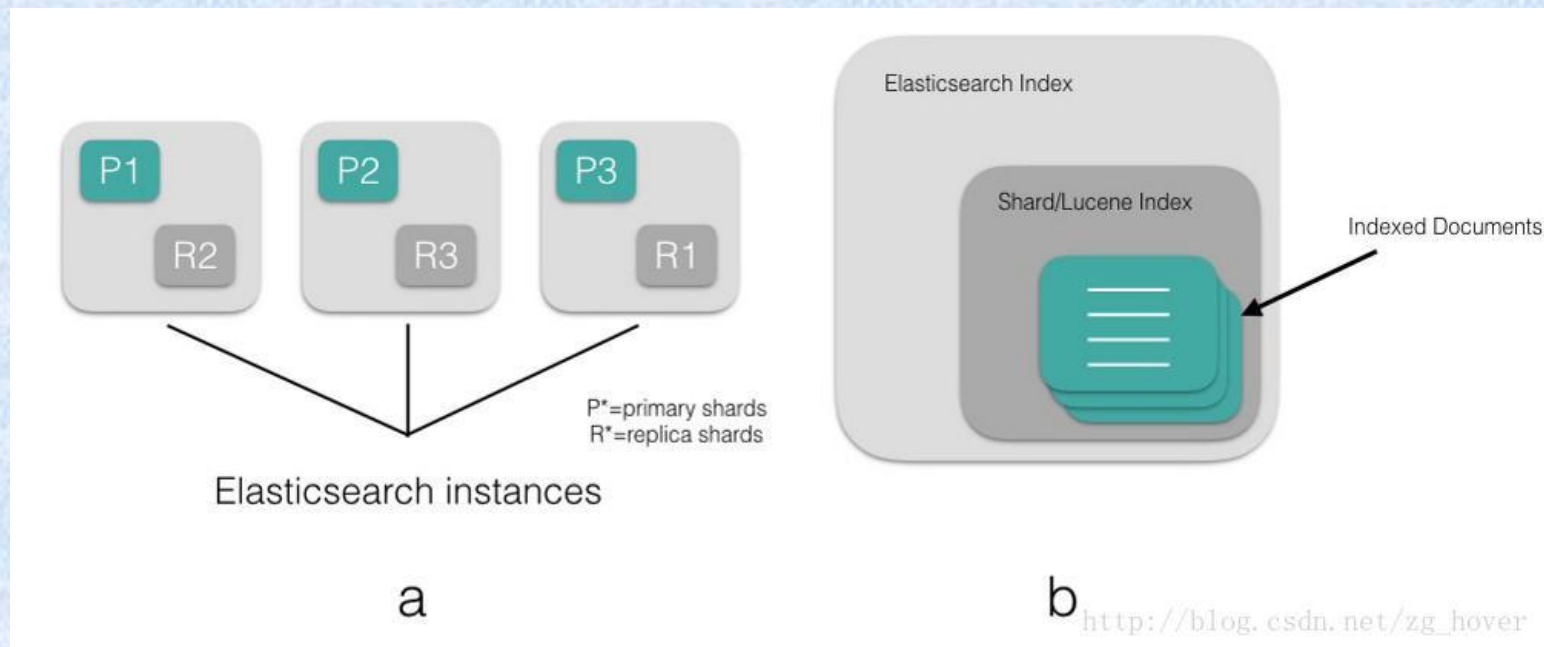 P1
R2
P2
R3
P3
R1
P*=primary shards
R*=replica shards
Elasticsearch instances
a
Elasticsearch Index
Shard/Lucene Index
Indexed Documents
b
http://blog.csdn.net/zg_hover